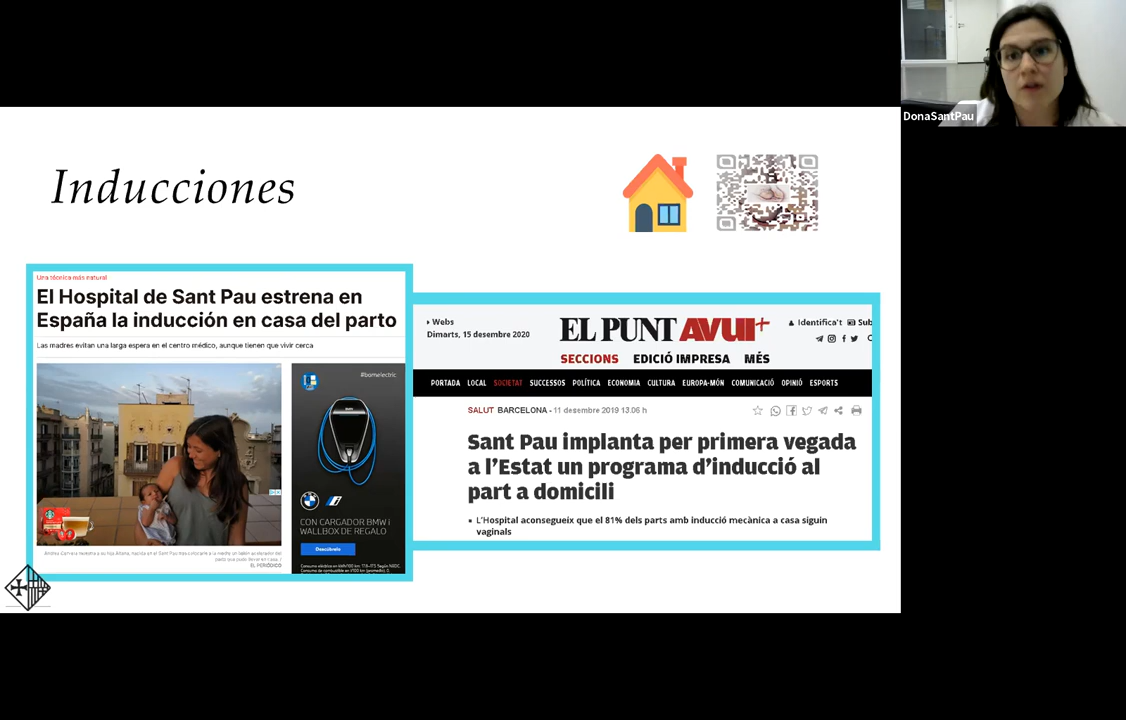 DonaSantPau
Inducciones
Una técnica más natural
El Hospital de Sant Pau estrena en
España la inducción en casa del parto
Las madres evitan una larga espera en el centro médico, aunque tienen que vivir cerca
#bornelectric.
CON CARGADOR BMW i
WALLBOX DE REGALO
Descúbrelo
EL PERIÓDICO
Webs
Dimarts, 15 desembre 2020
EL PUNT AVUI+
Identifica't
Sub
SECCIONS EDICIÓ IMPRESA MÉS
PORTADA LOCAL SOCIETAT SUCCESSOS POLÍTICA ECONOMIA CULTURA EUROPA-MÓN COMUNICACIÓ OPINIÓ ESPORTS
SALUT BARCELONA - 11 desembre 2019 13.06 h
Sant Pau implanta per primera vegada
a l'Estat un programa d'inducció al
part a domicili
L'Hospital aconsegueix que el 81% dels parts amb inducció mecànica a casa siguin
vaginals